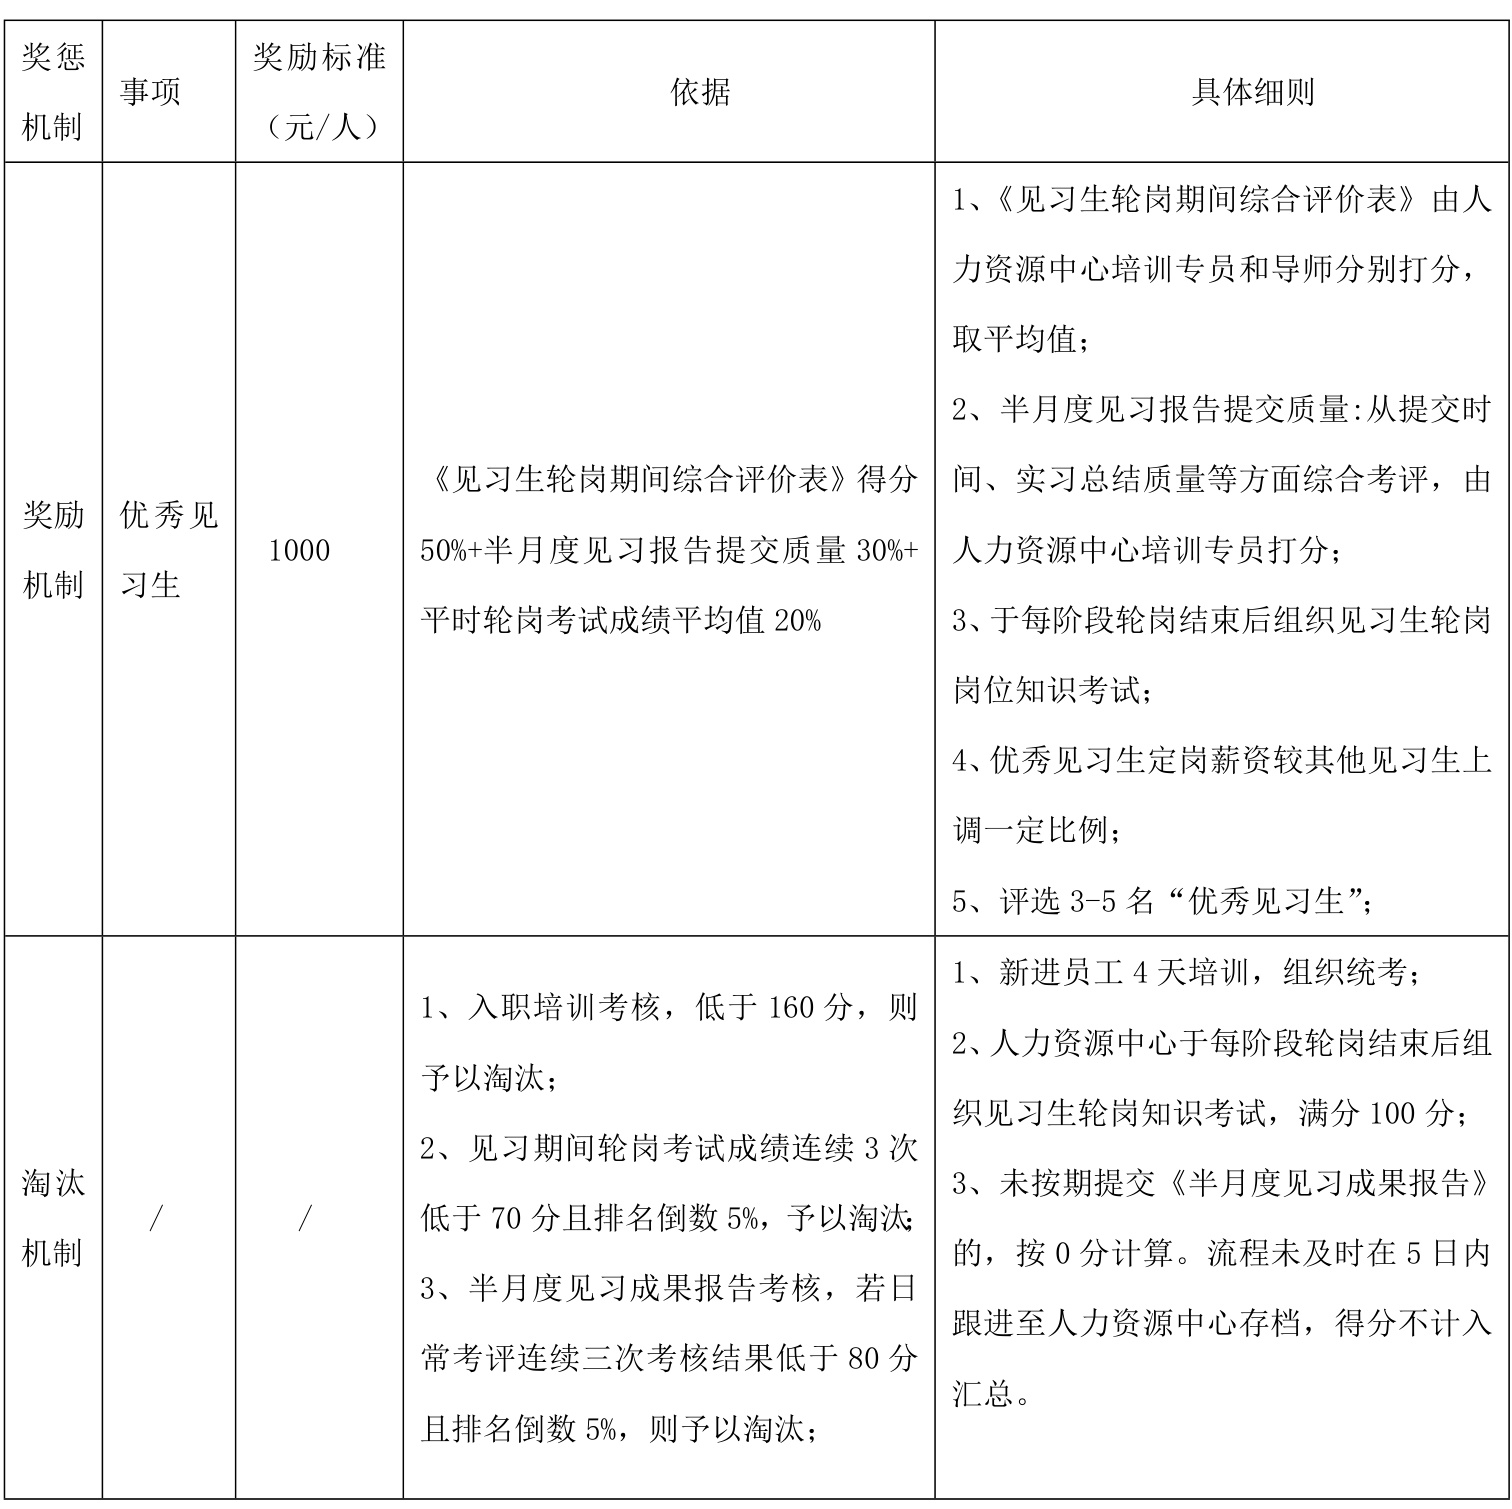 奖惩
机制
事项
奖励标准
（元/人）
依据
具体细则
奖励
机制
优秀见
习生
1000
《见习生轮岗期间综合评价表》得分
50%+半月度见习报告提交质量 30%+
平时轮岗考试成绩平均值 20%
1、《见习生轮岗期间综合评价表》由人
力资源中心培训专员和导师分别打分，
取平均值；
2、半月度见习报告提交质量:从提交时
间、实习总结质量等方面综合考评，由
人力资源中心培训专员打分；
3、于每阶段轮岗结束后组织见习生轮岗
岗位知识考试；
4、优秀见习生定岗薪资较其他见习生上
调一定比例；
5、评选 3-5 名“优秀见习生”；
淘汰
机制
/
/
1、入职培训考核，低于 160 分，则
予以淘汰；
2、见习期间轮岗考试成绩连续 3 次
低于 70 分且排名倒数 5%，予以淘汰；
3、半月度见习成果报告考核，若日
常考评连续三次考核结果低于 80 分
且排名倒数 5%，则予以淘汰；
1、新进员工 4 天培训，组织统考；
2、人力资源中心于每阶段轮岗结束后组
织见习生轮岗知识考试，满分 100 分；
3、未按期提交《半月度见习成果报告》
的，按 0 分计算。流程未及时在 5 日内
跟进至人力资源中心存档，得分不计入
汇总。